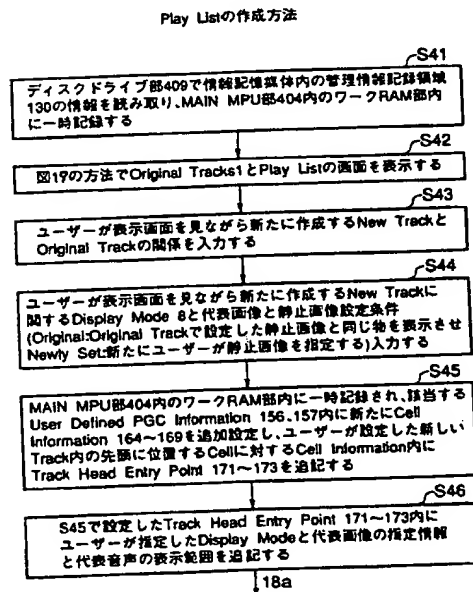 Play Listの作成方法
S41
ディスクドライブ部409で情報記憶媒体内の管理情報記録領域
130の情報を読み取り、MAIN MPU部404内のワークRAM部内
に一時記録する
S42
図19の方法でOriginal Tracks1とPlay Listの画面を表示する
S43
ユーザーが表示画面を見ながら新たに作成するNew Trackと
Original Trackの関係を入力する
S44
ユーザーが表示画面を見ながら新たに作成するNew Trackに
関するDisplay Mode 8と代表画像と静止画像設定条件
(Original:Original Trackで設定した静止画像と同じ物を表示させ
Newly Set:新たにユーザーが静止画像を指定する)入力する
S45
MAIN MPU部404内のワークRAM部内に一時記録され、該当する
User Defined PGC Information 156、157内に新たにCell
Information 164～169を追加設定し、ユーザーが設定した新しい
Track内の先頭に位置するCellに対するCell Information内に
Track Head Entry Point 171～173を追記する
S46
S45で設定したTrack Head Entry Point 171～173内に
ユーザーが指定したDisplay Modeと代表画像の指定情報
と代表音声の表示範囲を追記する
18a